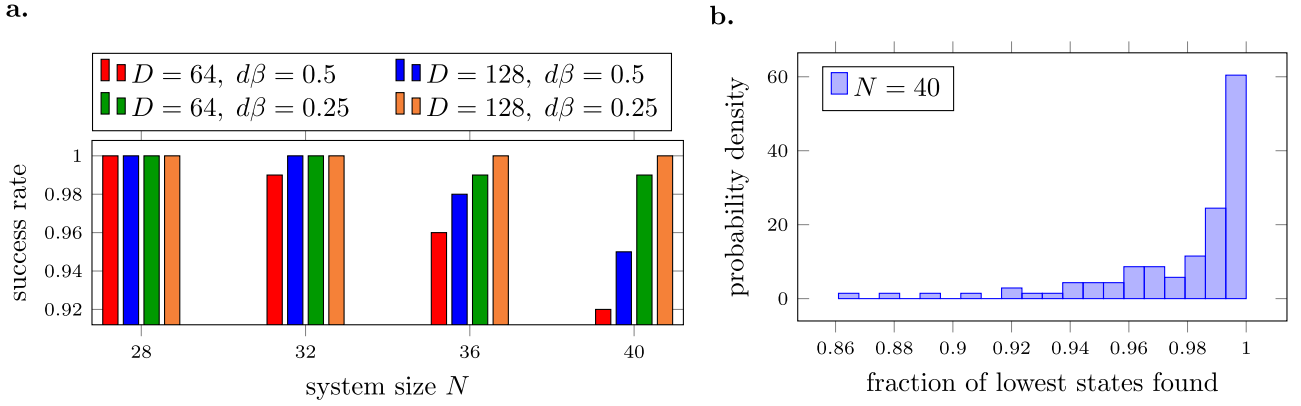 a.
D = 64, dβ = 0.5
D = 128, dβ = 0.5
D = 64, dβ = 0.25
D = 128, dβ = 0.25
success rate
1
0.98
0.96
0.94
0.92
28
32
36
40
system size N
b.
N = 40
probability density
60
40
20
0
0.86
0.88
0.9
0.92
0.94
0.96
0.98
1
fraction of lowest states found